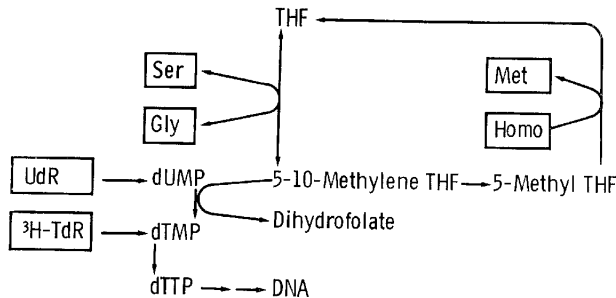 THF
Ser
Met
Gly
Homo
UdR
dUMP
5-10-Methylene THF
5-Methyl THF
³H-TdR
dTMP
Dihydrofolate
dTTP
DNA